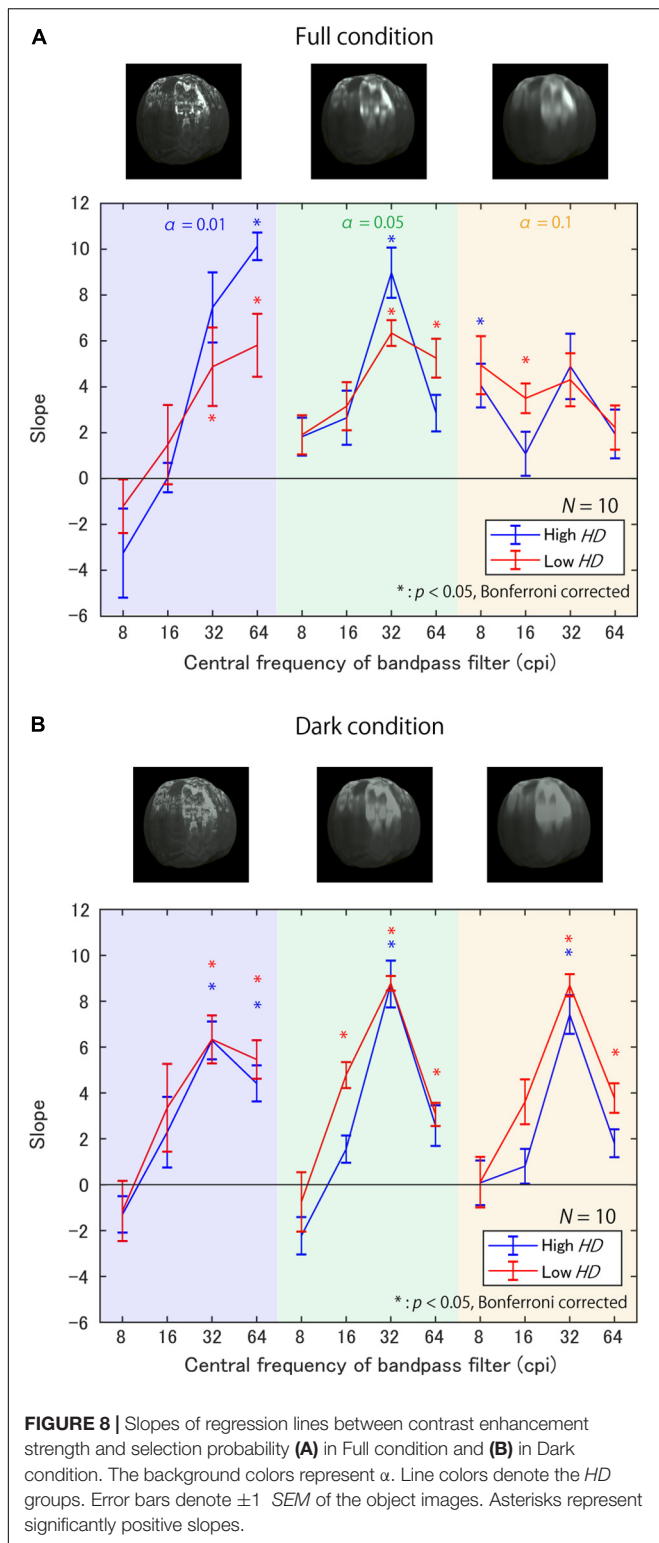 A
Full condition
12
10
8
6
4
2
0
−2
−4
−6
Slope
α = 0.01
α = 0.05
α = 0.1
*
*
*
*
*
*
*
*
N = 10
High HD
Low HD
* : p < 0.05, Bonferroni corrected
8 16 32 64 8 16 32 64 8 16 32 64
Central frequency of bandpass filter (cpi)
B
Dark condition
12
10
8
6
4
2
0
−2
−4
−6
Slope
*
*
*
*
*
*
*
*
*
*
*
N = 10
High HD
Low HD
* : p < 0.05, Bonferroni corrected
8 16 32 64 8 16 32 64 8 16 32 64
Central frequency of bandpass filter (cpi)
FIGURE 8 | Slopes of regression lines between contrast enhancement
strength and selection probability (A) in Full condition and (B) in Dark
condition. The background colors represent α. Line colors denote the HD
groups. Error bars denote ±1 SEM of the object images. Asterisks represent
significantly positive slopes.